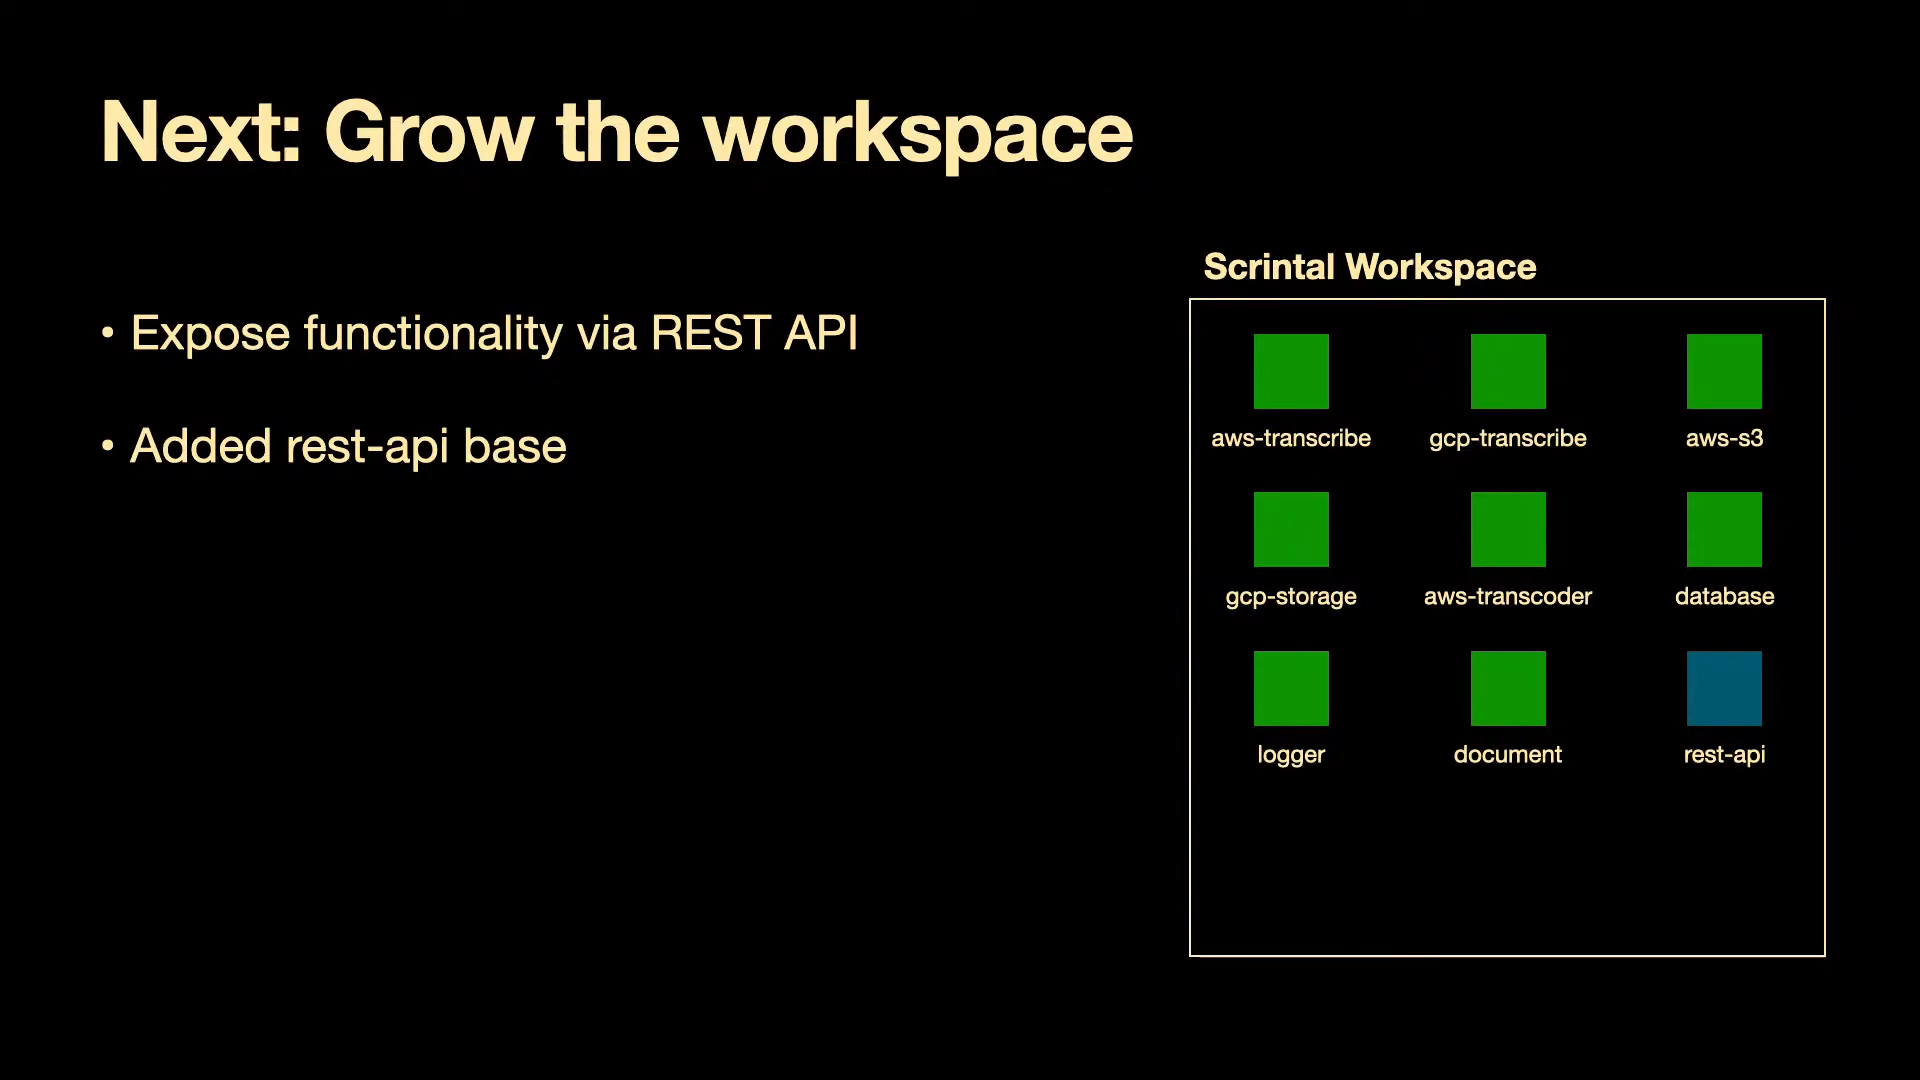 Next: Grow the workspace
• Expose functionality via REST API
• Added rest-api base
Scrintal Workspace
aws-transcribe
gcp-transcribe
aws-s3
gcp-storage
aws-transcoder
database
logger
document
rest-api